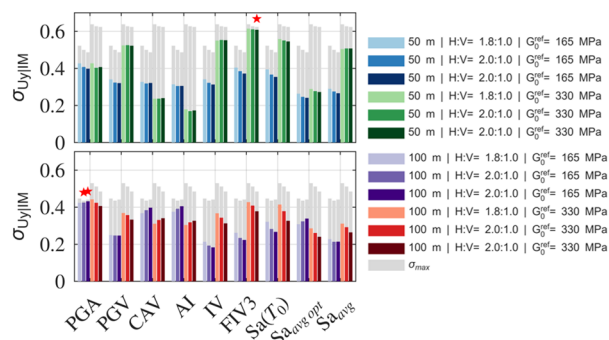 0.6
0.4
0.2
0
σUy|IM
0.6
0.4
0.2
0
σUy|IM
PGA
PGV
CAV
AI
IV
FIV3
Sa(T0)
Saavg opt
Saavg
50 m | H:V= 1.8:1.0 | G0ref= 165 MPa
50 m | H:V= 2.0:1.0 | G0ref= 165 MPa
50 m | H:V= 2.0:1.0 | G0ref= 165 MPa
50 m | H:V= 1.8:1.0 | G0ref= 330 MPa
50 m | H:V= 2.0:1.0 | G0ref= 330 MPa
50 m | H:V= 2.0:1.0 | G0ref= 330 MPa
100 m | H:V= 1.8:1.0 | G0ref= 165 MPa
100 m | H:V= 2.0:1.0 | G0ref= 165 MPa
100 m | H:V= 2.0:1.0 | G0ref= 165 MPa
100 m | H:V= 1.8:1.0 | G0ref= 330 MPa
100 m | H:V= 2.0:1.0 | G0ref= 330 MPa
100 m | H:V= 2.0:1.0 | G0ref= 330 MPa
σmax